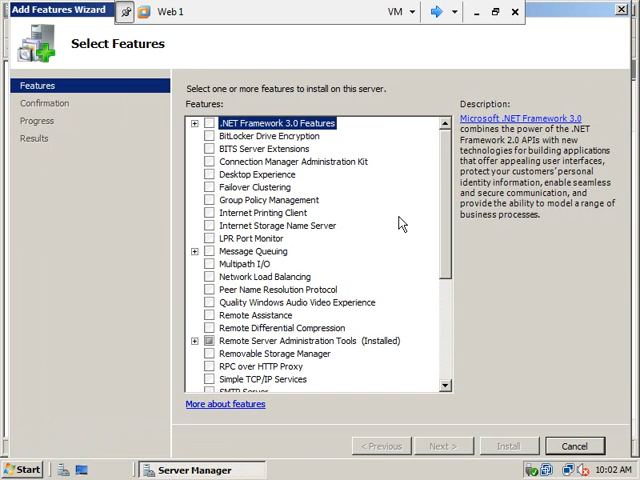 Add Features Wizard
Web 1
VM
Select Features
Features
Confirmation
Progress
Results
Select one or more features to install on this server.
Features:
.NET Framework 3.0 Features
BitLocker Drive Encryption
BITS Server Extensions
Connection Manager Administration Kit
Desktop Experience
Failover Clustering
Group Policy Management
Internet Printing Client
Internet Storage Name Server
LPR Port Monitor
Message Queuing
Multipath I/O
Network Load Balancing
Peer Name Resolution Protocol
Quality Windows Audio Video Experience
Remote Assistance
Remote Differential Compression
Remote Server Administration Tools (Installed)
Removable Storage Manager
RPC over HTTP Proxy
Simple TCP/IP Services
SMTP Server
More about features
Description:
Microsoft .NET Framework 3.0
combines the power of the .NET
Framework 2.0 APIs with new
technologies for building applications
that offer appealing user interfaces,
protect your customers' personal
identity information, enable seamless
and secure communication, and
provide the ability to model a range of
business processes.
< Previous
Next >
Install
Cancel
Start
Server Manager
10:02 AM